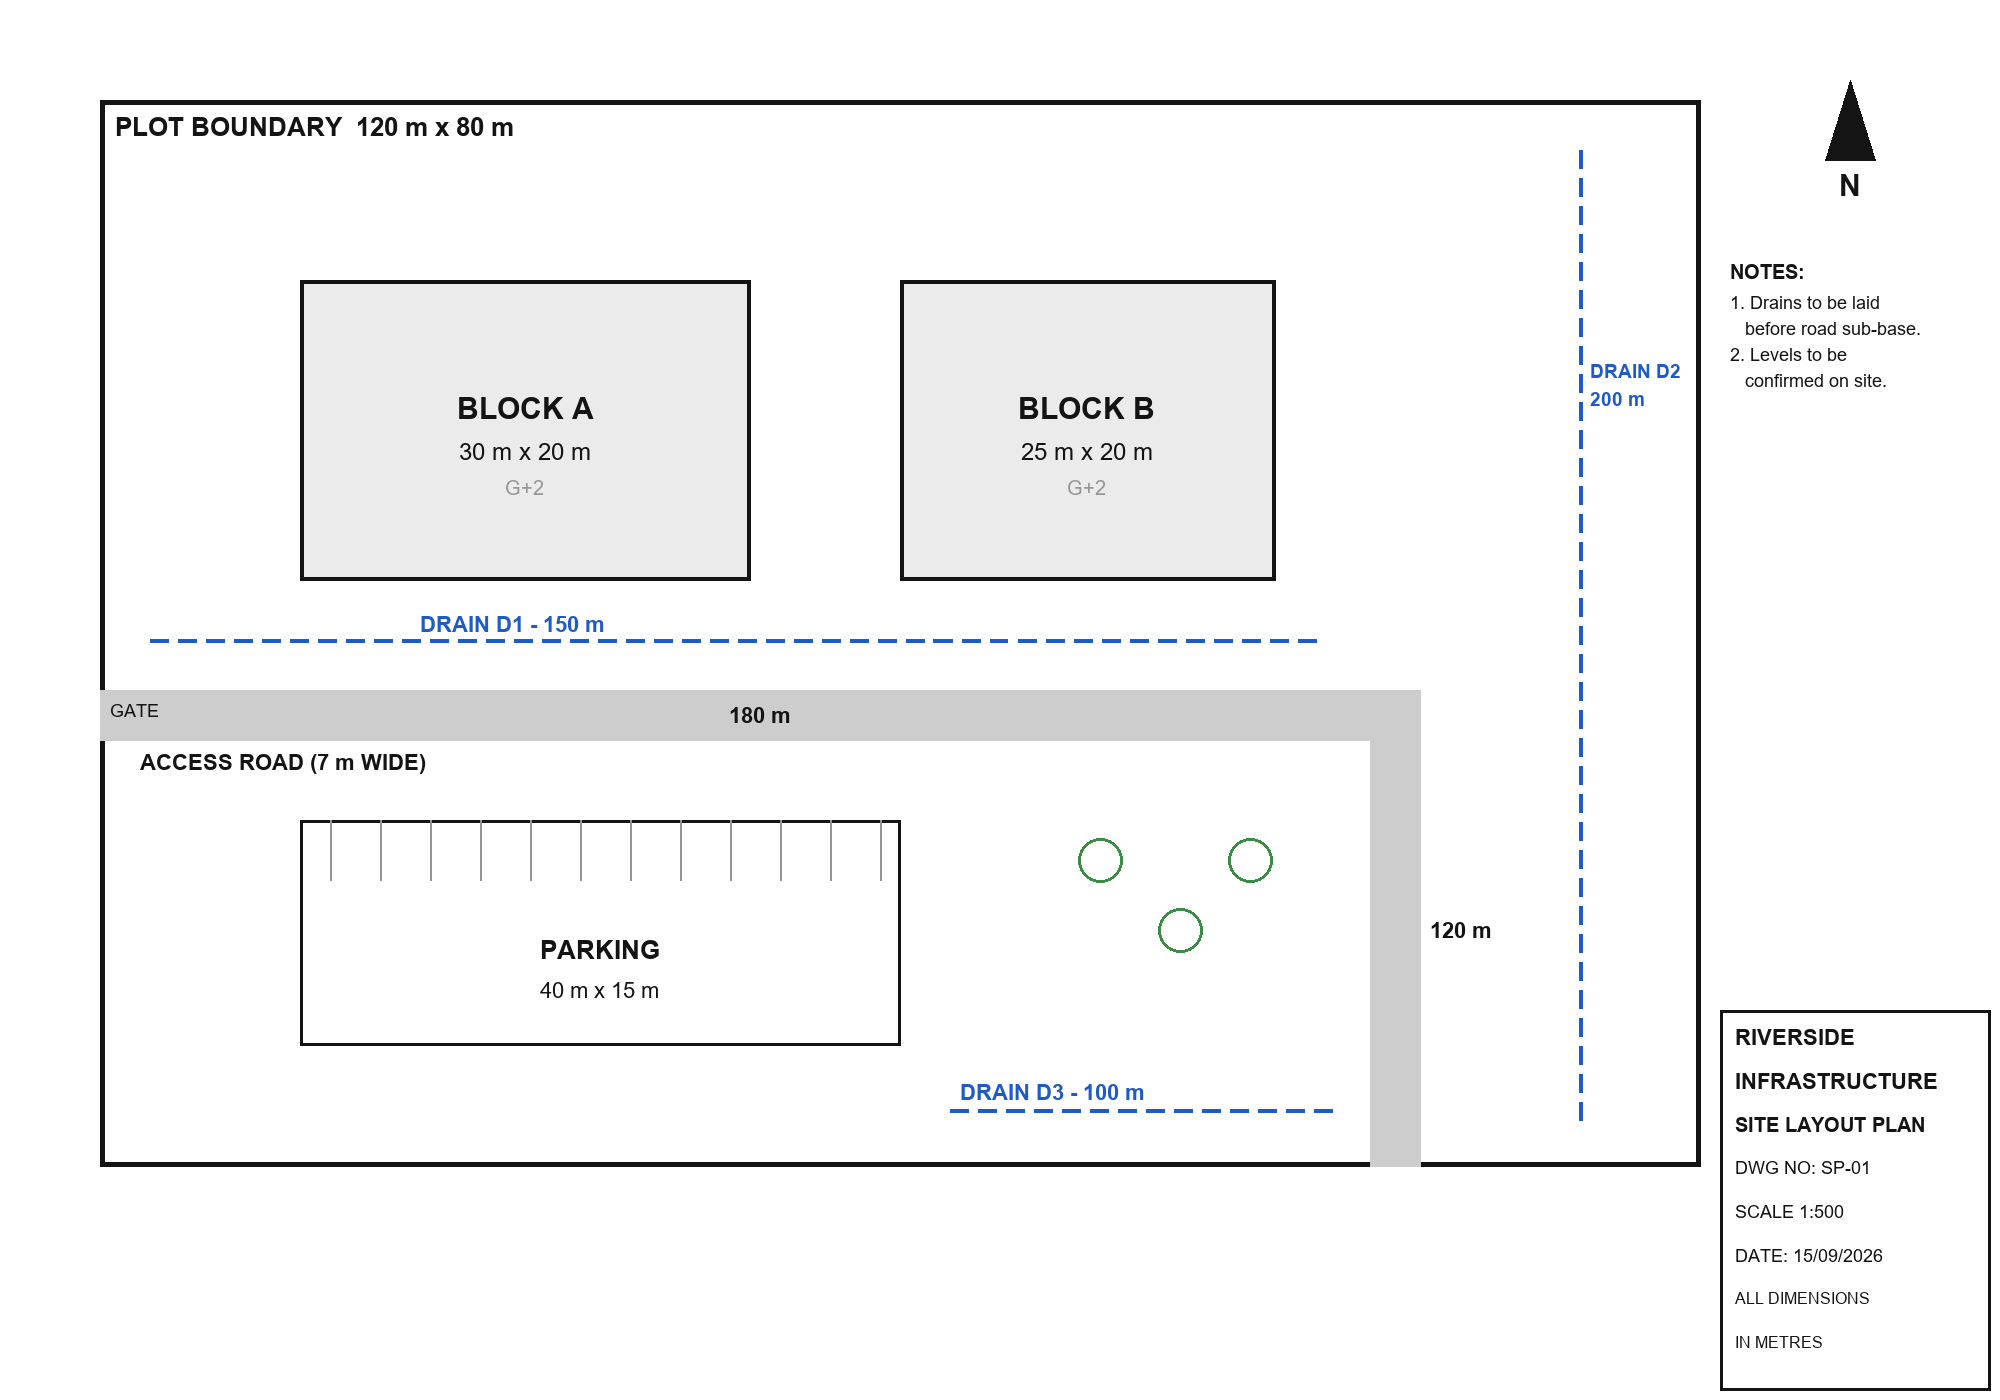 PLOT BOUNDARY  120 m x 80 m
N
NOTES:
1. Drains to be laid
before road sub-base.
2. Levels to be
confirmed on site.
BLOCK A
30 m x 20 m
G+2
BLOCK B
25 m x 20 m
G+2
DRAIN D2
200 m
DRAIN D1 - 150 m
GATE
180 m
ACCESS ROAD (7 m WIDE)
120 m
PARKING
40 m x 15 m
DRAIN D3 - 100 m
RIVERSIDE
INFRASTRUCTURE
SITE LAYOUT PLAN
DWG NO: SP-01
SCALE 1:500
DATE: 15/09/2026
ALL DIMENSIONS
IN METRES